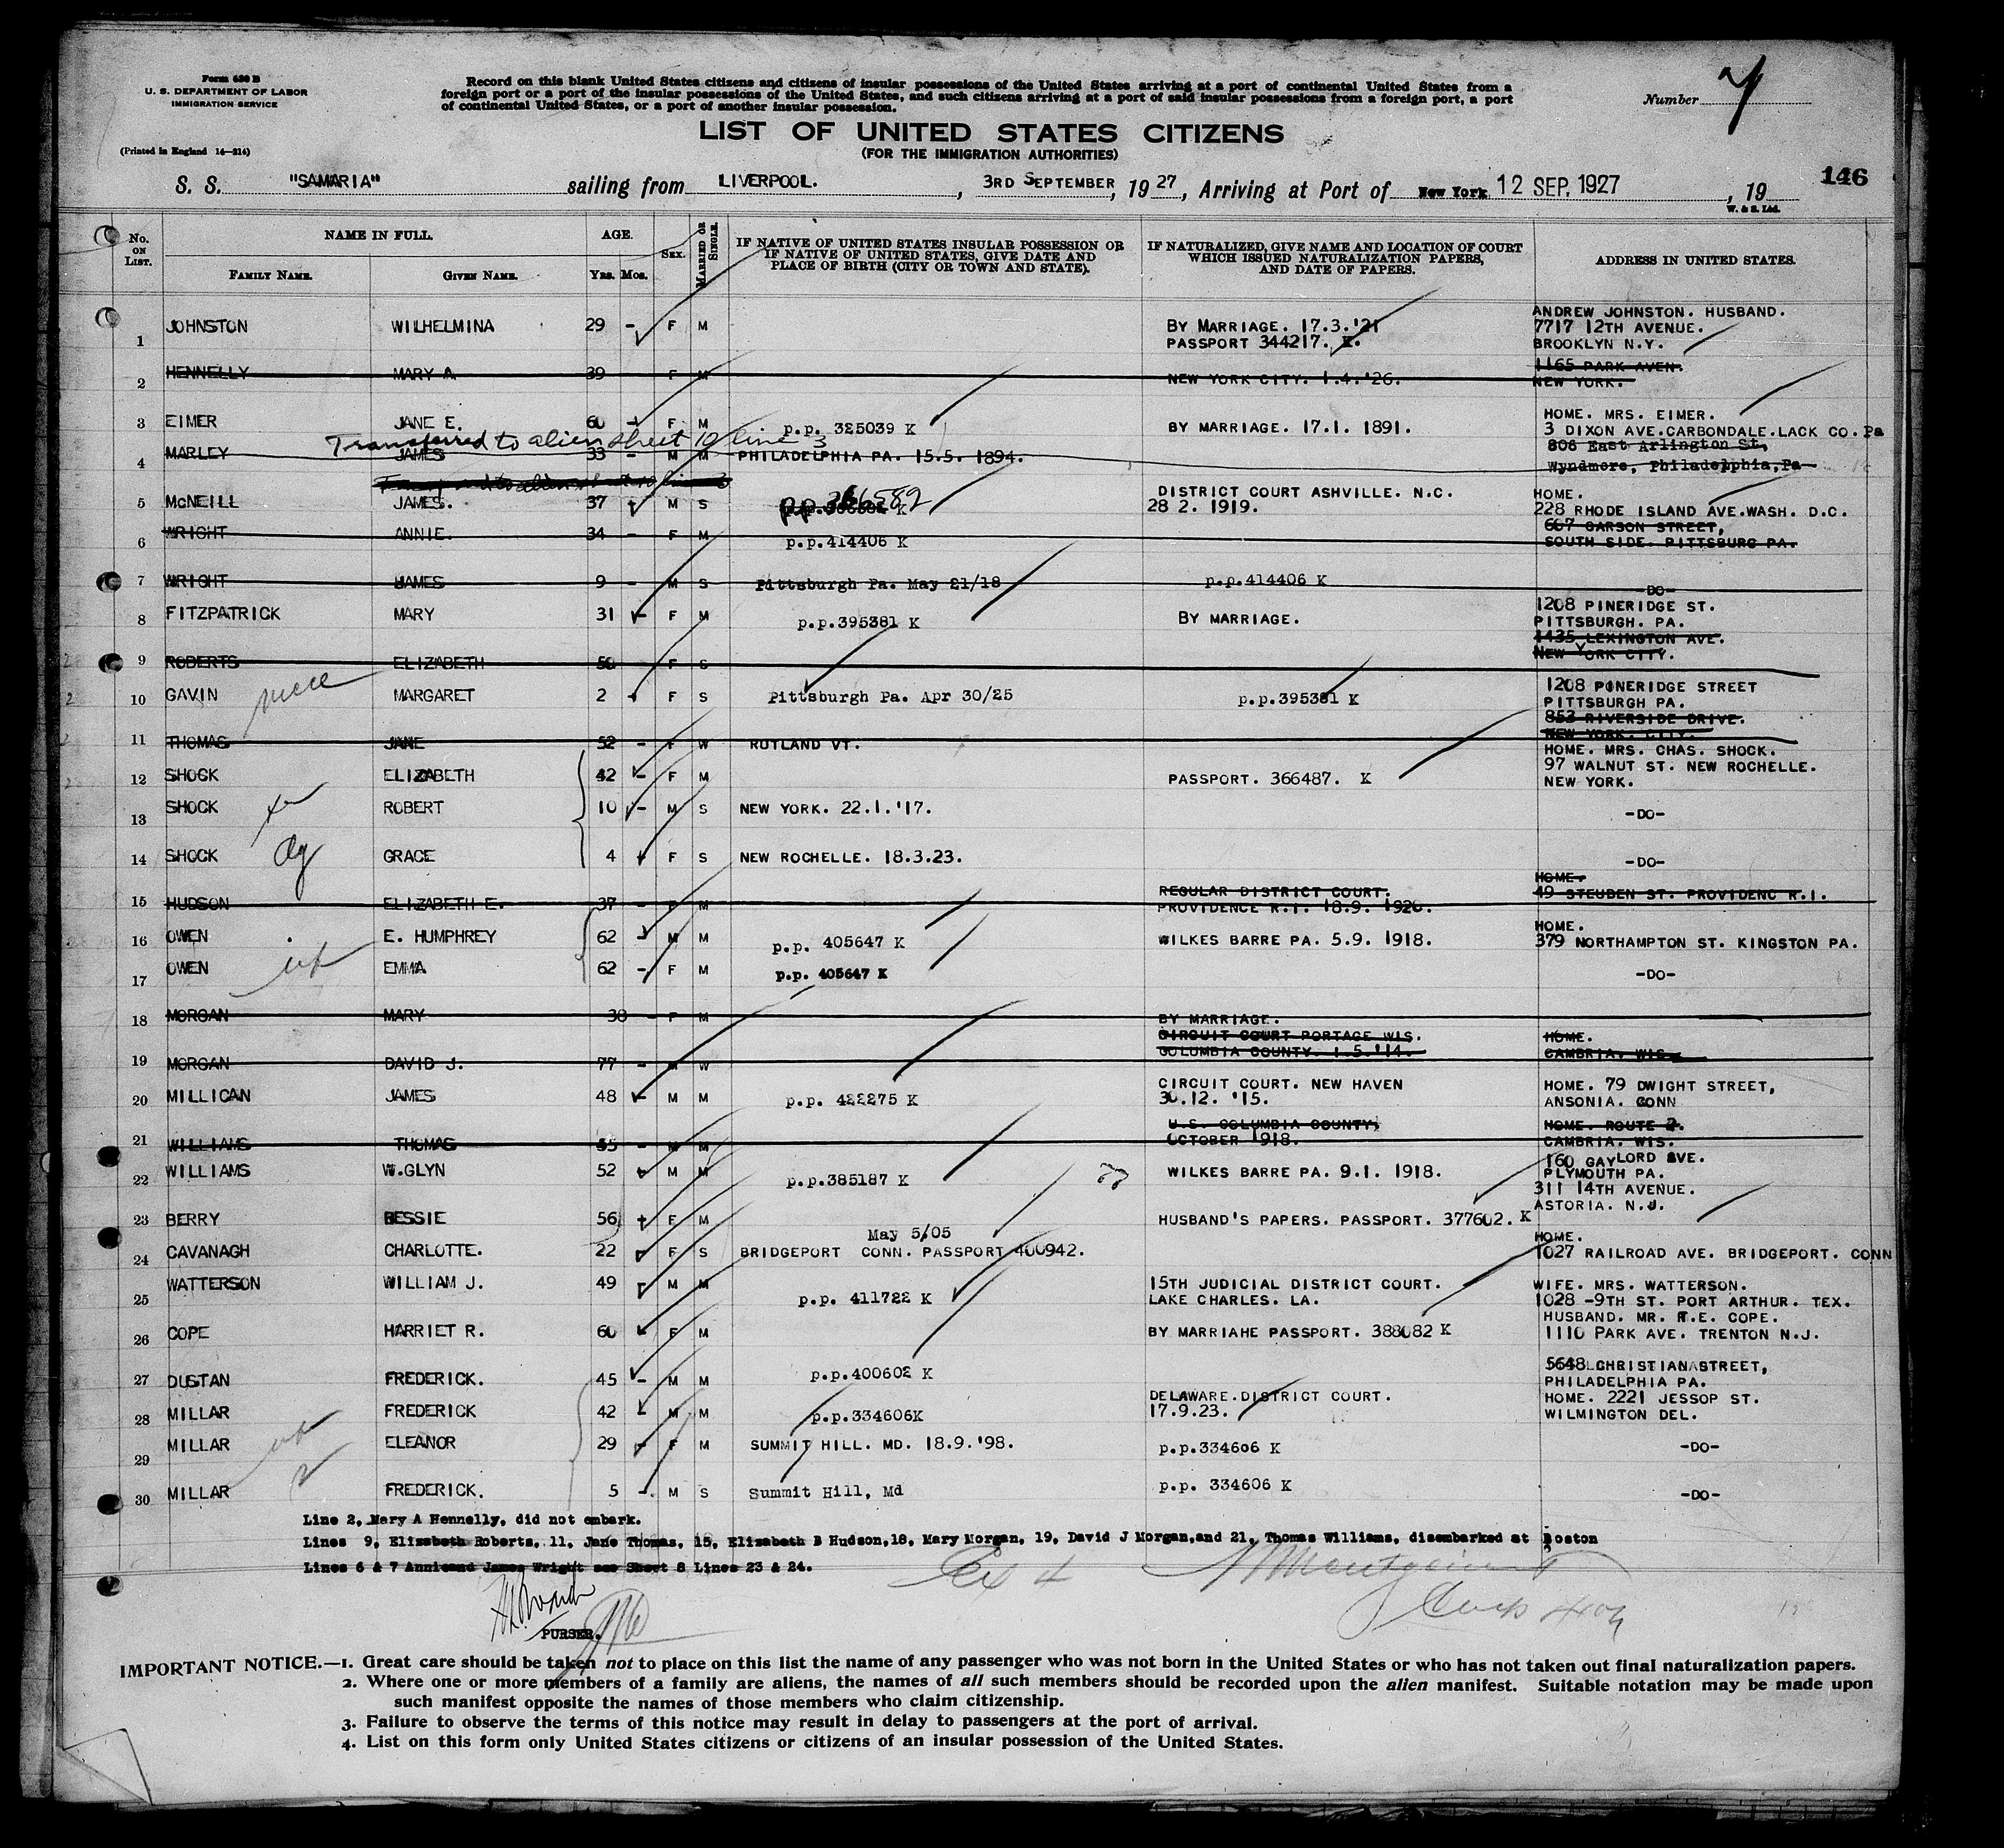 Form 630 B
U. S. DEPARTMENT OF LABOR
IMMIGRATION SERVICE
(Printed in England 14—214)
Record on this blank United States citizens and citizens of insular possessions of the United States arriving at a port of continental United States from a
foreign port or a port of the insular possessions of the United States, and such citizens arriving at a port of said insular possessions from a foreign port, a port
of continental United States, or a port of another insular possession.
Number
LIST OF UNITED STATES CITIZENS
(FOR THE IMMIGRATION AUTHORITIES)
146
S. S. "SAMARIA" sailing from LIVERPOOL. , 3RD SEPTEMBER, 19 27, Arriving at Port of New York 12 SEP. 1927 , 19
W. & S. Ltd.
No. ON LIST. NAME IN FULL. AGE. SEX. MARRIED OR SINGLE. IF NATIVE OF UNITED STATES INSULAR POSSESSION OR IF NATIVE OF UNITED STATES, GIVE DATE AND PLACE OF BIRTH (CITY OR TOWN AND STATE). IF NATURALIZED, GIVE NAME AND LOCATION OF COURT WHICH ISSUED NATURALIZATION PAPERS, AND DATE OF PAPERS. ADDRESS IN UNITED STATES.
FAMILY NAME. GIVEN NAME. Yrs. Mos.
1 JOHNSTON WILHELMINA 29 - F M BY MARRIAGE. 17.3.'21 PASSPORT 344217. K. ANDREW JOHNSTON. HUSBAND. 7717 12TH AVENUE. BROOKLYN N.Y.
2 HENNELLY MARY A. 39 F M NEW YORK CITY. 1.4.'26. 1165 PARK AVEN. NEW YORK.
3 EIMER JANE E. 60 - F M p.p. 325039 K BY MARRIAGE. 17.1. 1891. HOME. MRS. EIMER. 3 DIXON AVE.CARBONDALE.LACK CO.Pa
Transferred to alien sheet 10 line 3
4 MARLEY JAMES 33 - M M PHILADELPHIA PA. 15.5. 1894. 806 East Arlington St, Wyndmore, Philadelphia,Pa
5 McNEILL JAMES. 37 - M S p.p. 366582 DISTRICT COURT ASHVILLE. N.C. 28 2. 1919. HOME. 228 RHODE ISLAND AVE.WASH. D.C.
6 WRIGHT ANNIE. 34 - F M p.p.414406 K 667 CARSON STREET, SOUTH SIDE. PITTSBURG PA.
7 WRIGHT JAMES 9 - M S Pittsburgh Pa. May 21/18 p.p.414406 K -DO-
8 FITZPATRICK MARY 31 - F M p.p.395381 K BY MARRIAGE. 1208 PINERIDGE ST. PITTSBURGH. PA.
9 ROBERTS ELIZABETH 56 - F S 1435 LEXINGTON AVE. NEW YORK CITY.
10 GAVIN niece MARGARET 2 - F S Pittsburgh Pa. Apr 30/25 p.p.395381 K 1208 PINERIDGE STREET PITTSBURGH PA.
11 THOMAS JANE 52 - F W RUTLAND VT. 853 RIVERSIDE DRIVE. NEW YORK. CITY.
12 SHOCK ELIZABETH 42 - F M PASSPORT. 366487. K HOME. MRS. CHAS. SHOCK. 97 WALNUT ST. NEW ROCHELLE. NEW YORK.
13 SHOCK ROBERT 10 - M S NEW YORK. 22.1.'17. -DO-
14 SHOCK GRACE 4 - F S NEW ROCHELLE. 18.3.23. -DO-
15 HUDSON ELIZABETH E. 37 - F M REGULAR DISTRICT COURT. PROVIDENCE R.I. 18.9. 1926. HOME. 49 STEUBEN ST. PROVIDENC R.I.
16 OWEN E. HUMPHREY 62 - M M p.p. 405647 K WILKES BARRE PA. 5.9. 1918. HOME. 379 NORTHAMPTON ST. KINGSTON PA.
17 OWEN EMMA 62 - F M p.p. 405647 K -DO-
18 MORGAN MARY 38 - F M BY MARRIAGE.
19 MORGAN DAVID J. 77 - M W CIRCUIT COURT PORTAGE WIS. COLUMBIA COUNTY. 1.5.'14. HOME. CAMBRIA. WIS.
20 MILLICAN JAMES 48 - M M p.p. 422275 K CIRCUIT COURT. NEW HAVEN 30.12. '15. HOME. 79 DWIGHT STREET, ANSONIA. CONN
21 WILLIAMS THOMAS 55 - M M U.S. COLUMBIA COUNTY, OCTOBER 1918. HOME. ROUTE 2. CAMBRIA. WIS.
22 WILLIAMS W.GLYN 52 - M M p.p.385187 K WILKES BARRE PA. 9.1. 1918. 160 GAYLORD AVE. PLYMOUTH PA.
23 BERRY BESSIE 56 - F M HUSBAND'S PAPERS. PASSPORT. 377602. K 311 14TH AVENUE. ASTORIA. N.J.
24 CAVANAGH CHARLOTTE. 22 - F S May 5/05 BRIDGEPORT CONN. PASSPORT 400942. HOME. 1027 RAILROAD AVE. BRIDGEPORT. CONN
25 WATTERSON WILLIAM J. 49 - M M p.p. 411722 K 15TH JUDICIAL DISTRICT COURT. LAKE CHARLES. LA. WIFE. MRS. WATTERSON. 1028 -9TH ST. PORT ARTHUR. TEX.
26 COPE HARRIET R. 60 - F M BY MARRIAHE PASSPORT. 388082 K HUSBAND. MR. R.E. COPE. 1110 PARK AVE. TRENTON N.J.
27 DUSTAN FREDERICK. 45 - M M p.p.400602 K 5648 CHRISTIAN STREET, PHILADELPHIA PA.
28 MILLAR FREDERICK 42 - M M p.p.334606K DELAWARE.DISTRICT COURT. 17.9.23. HOME. 2221 JESSOP ST. WILMINGTON DEL.
29 MILLAR ELEANOR 29 - F M SUMMIT HILL. MD. 18.9.'98. p.p.334606 K -DO-
30 MILLAR FREDERICK. 5 -. M S Summit Hill, Md p.p. 334606 K -DO-
Line 2, Mary A Hennelly, did not embark.
Lines 9, Elizabeth Roberts, 11, Jane Thomas, 15, Elizabeth B Hudson,18, Mary Morgan, 19, David J Morgan,and 21, Thomas Williams, disembarked at Boston
Lines 6 & 7 Annieand James Wright see Sheet 8 Lines 23 & 24.
PURSER.
IMPORTANT NOTICE.—1. Great care should be taken not to place on this list the name of any passenger who was not born in the United States or who has not taken out final naturalization papers.
2. Where one or more members of a family are aliens, the names of all such members should be recorded upon the alien manifest. Suitable notation may be made upon
such manifest opposite the names of those members who claim citizenship.
3. Failure to observe the terms of this notice may result in delay to passengers at the port of arrival.
4. List on this form only United States citizens or citizens of an insular possession of the United States.